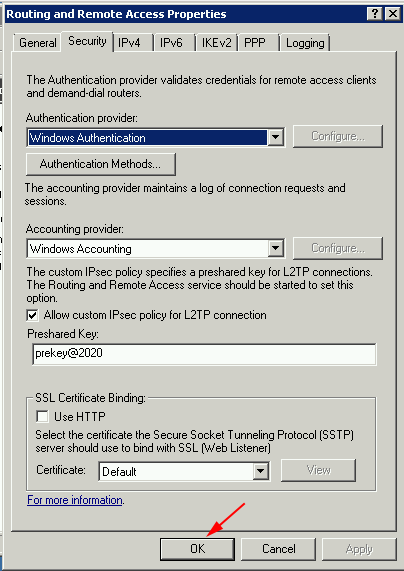 Routing and Remote Access Properties
General Security IPv4 IPv6 IKEv2 PPP Logging
The Authentication provider validates credentials for remote access clients
and demand-dial routers.
Authentication provider:
Windows Authentication Configure...
Authentication Methods...
The accounting provider maintains a log of connection requests and
sessions.
Accounting provider:
Windows Accounting Configure...
The custom IPsec policy specifies a preshared key for L2TP connections.
The Routing and Remote Access service should be started to set this
option.
Allow custom IPsec policy for L2TP connection
Preshared Key:
prekey@2020
SSL Certificate Binding:
Use HTTP
Select the certificate the Secure Socket Tunneling Protocol (SSTP)
server should use to bind with SSL (Web Listener)
Certificate: Default View
For more information.
OK Cancel Apply